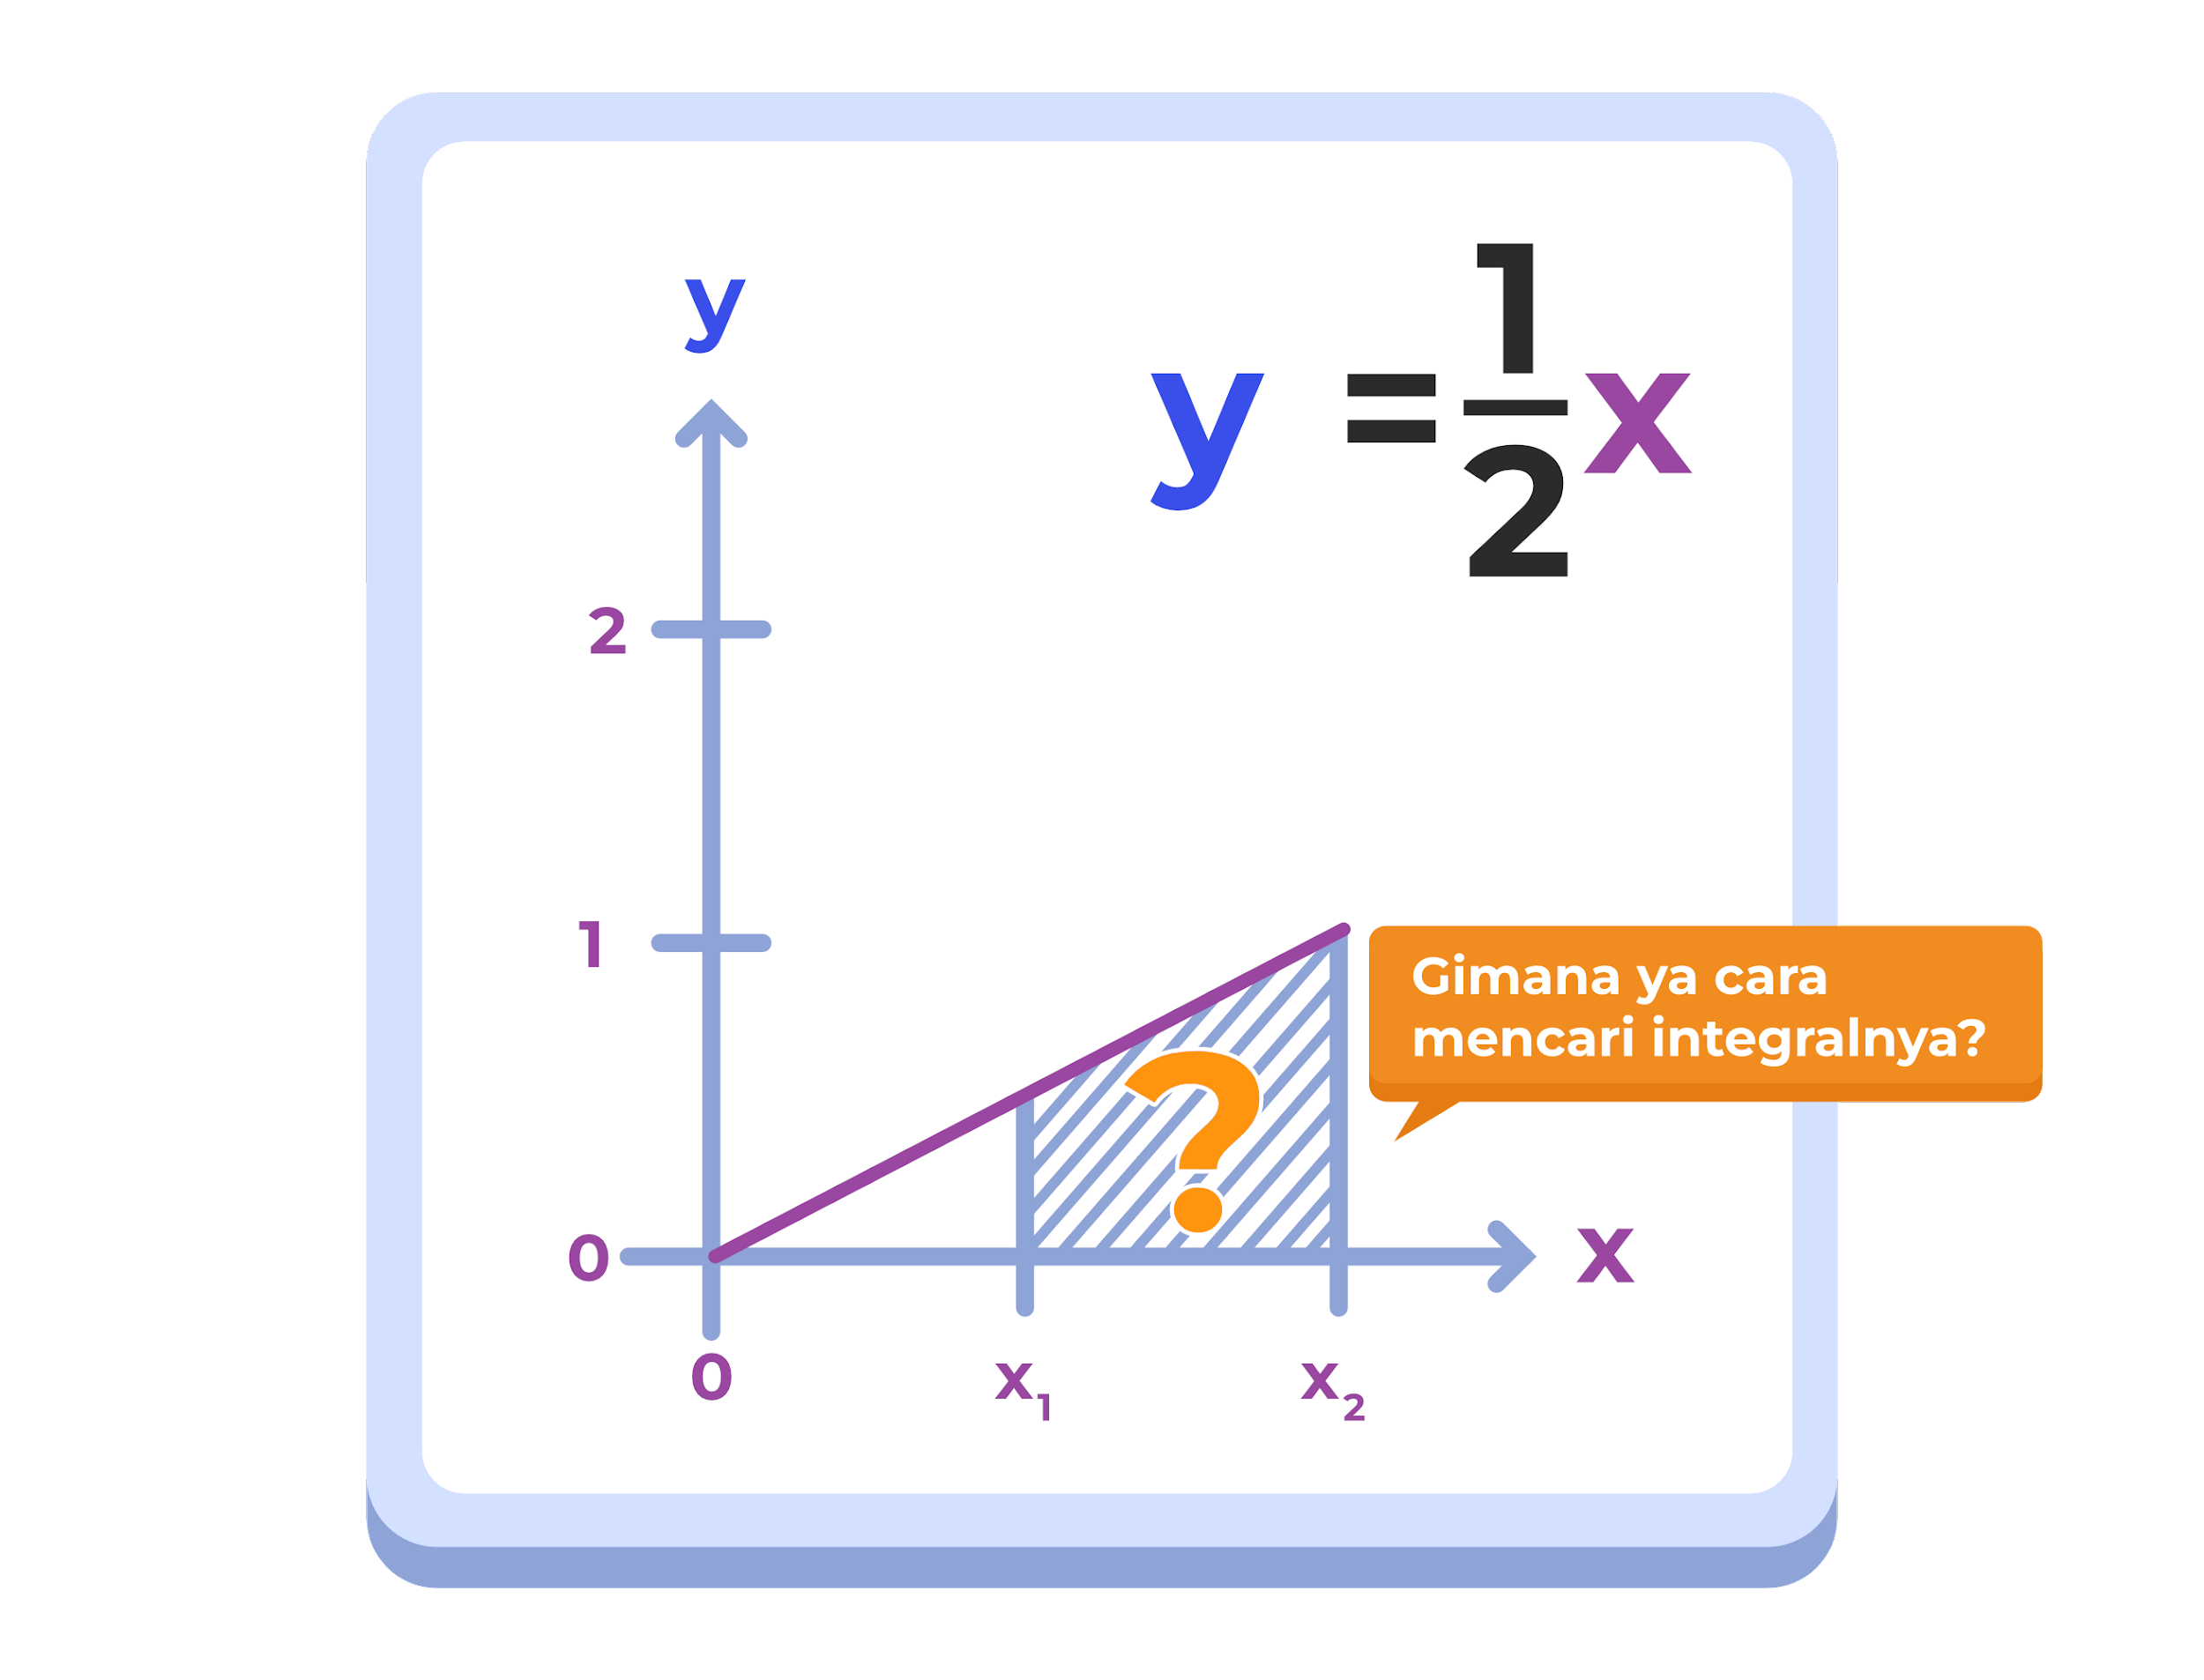 y
y = 1/2 x
2
1
Gimana ya cara
mencari integralnya?
?
0
x
0
x₁
x₂